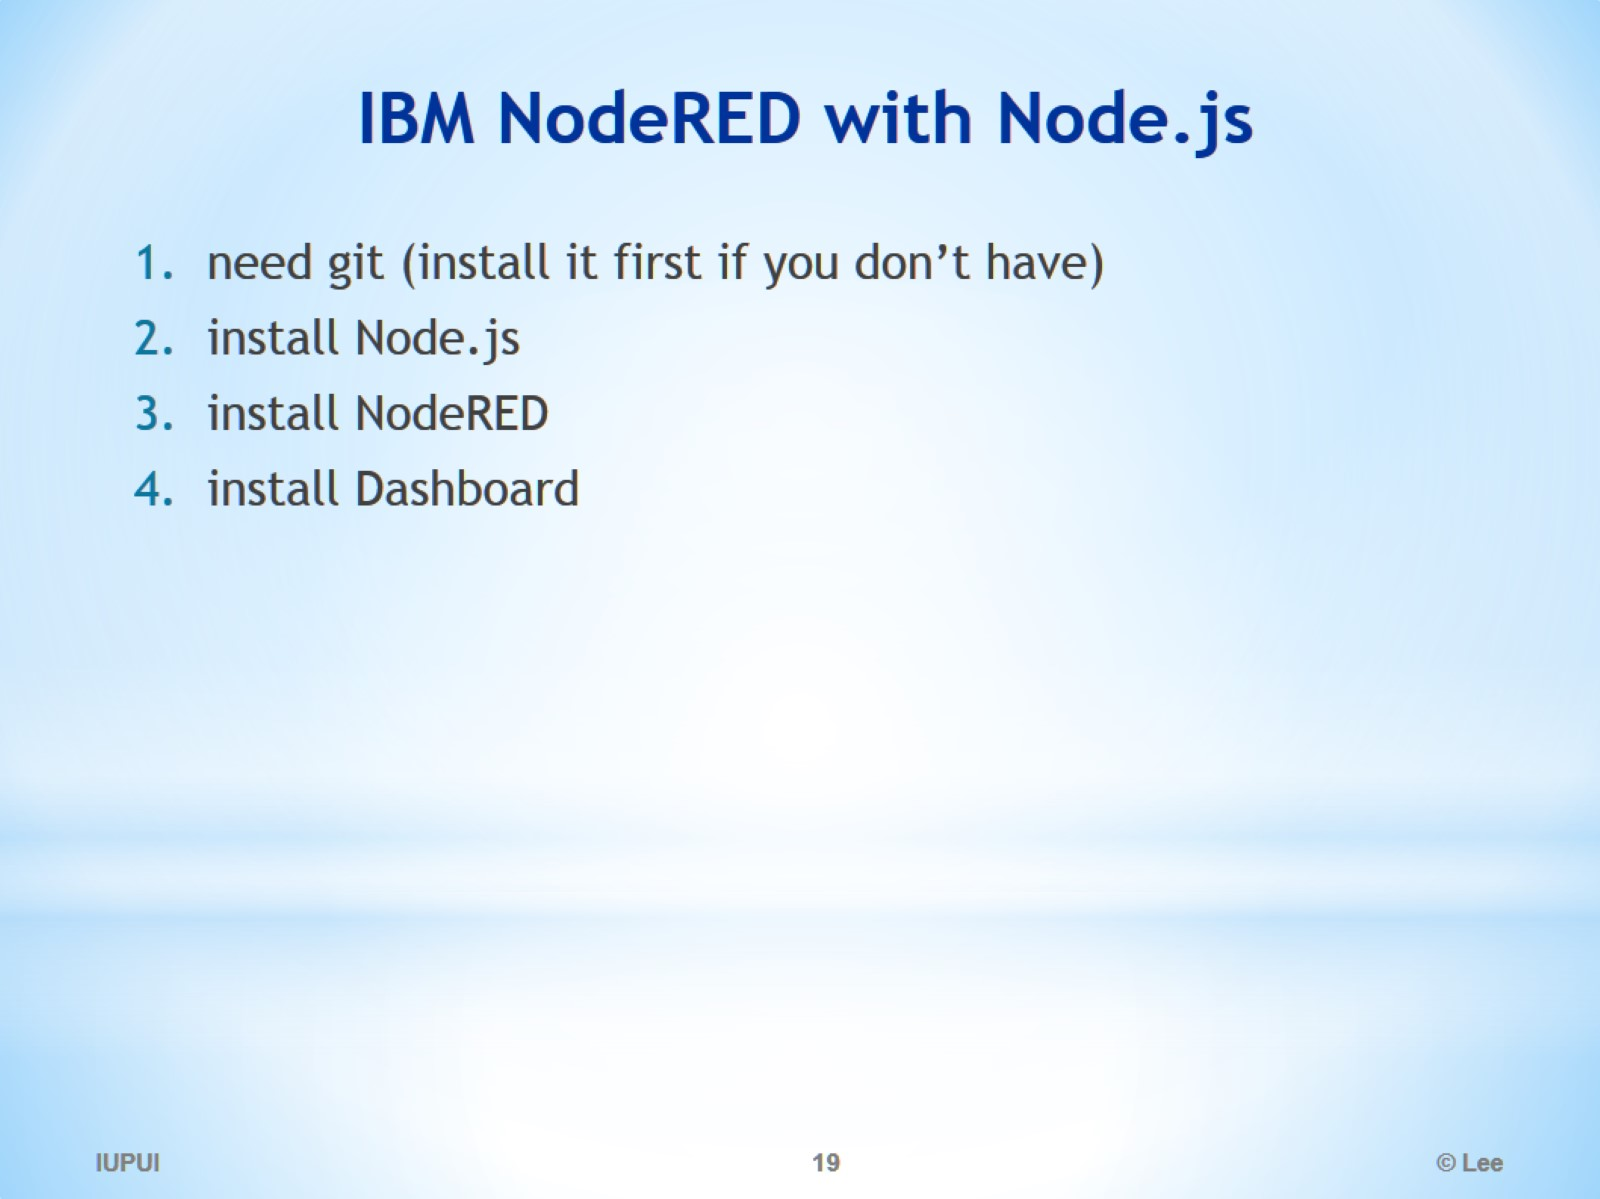 IBM NodeRED with Node.js
1. need git (install it first if you don’t have)
2. install Node.js
3. install NodeRED
4. install Dashboard
IUPUI 19 © Lee